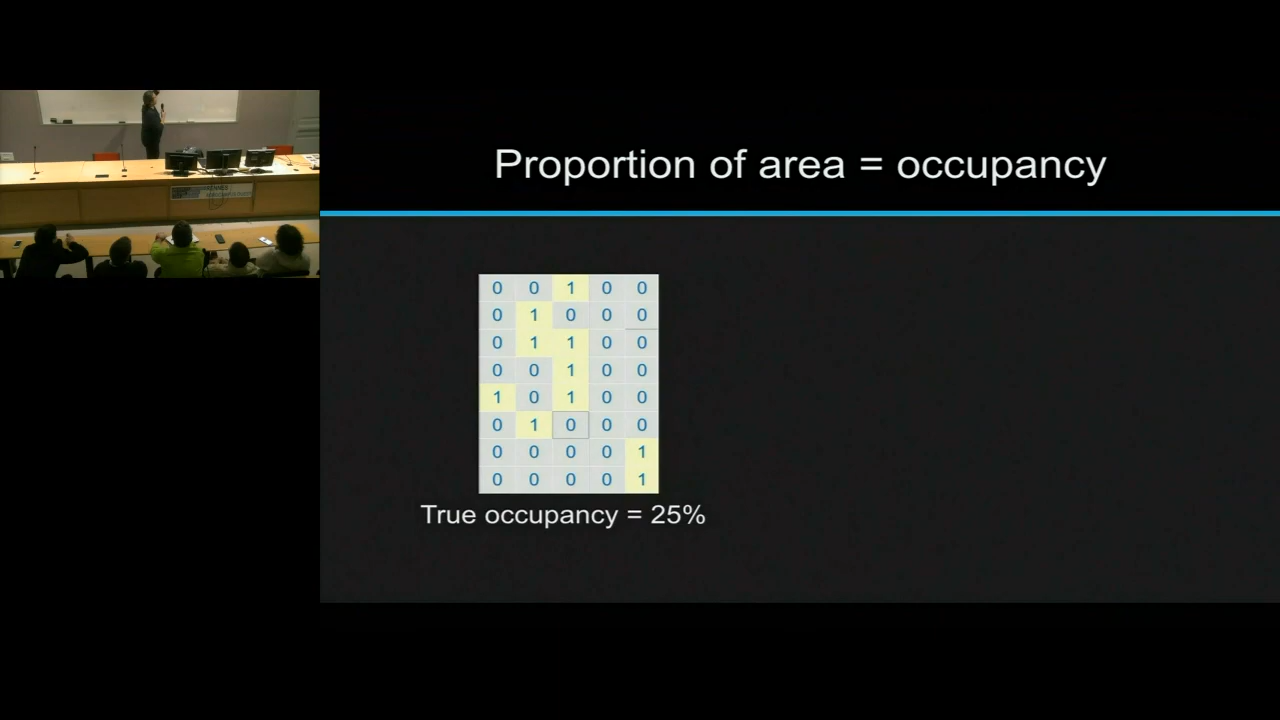 Proportion of area = occupancy
0 0 1 0 0
0 1 0 0 0
0 1 1 0 0
0 0 1 0 0
1 0 1 0 0
0 1 0 0 0
0 0 0 0 1
0 0 0 0 1
True occupancy = 25%